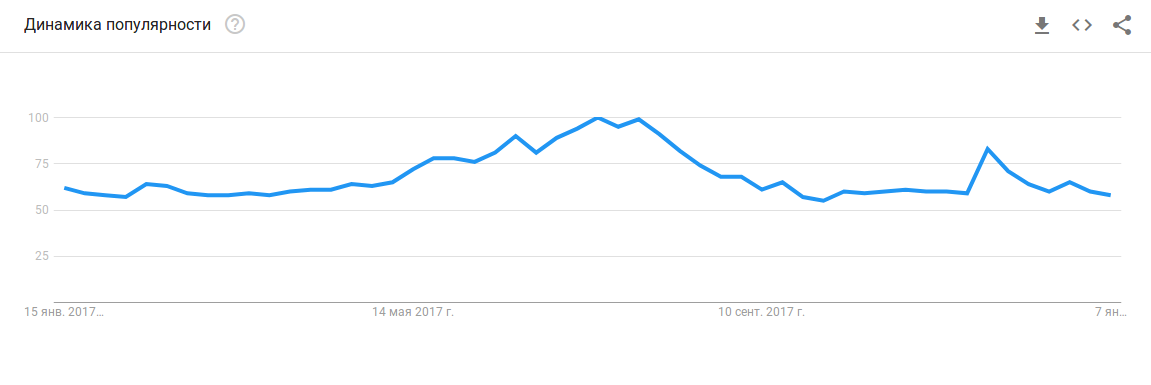 Динамика популярности ?
100
75
50
25
15 янв. 2017…
14 мая 2017 г.
10 сент. 2017 г.
7 ян…